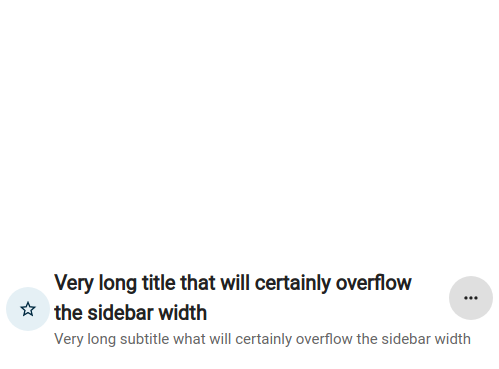 Very long title that will certainly overflow
the sidebar width
Very long subtitle what will certainly overflow the sidebar width